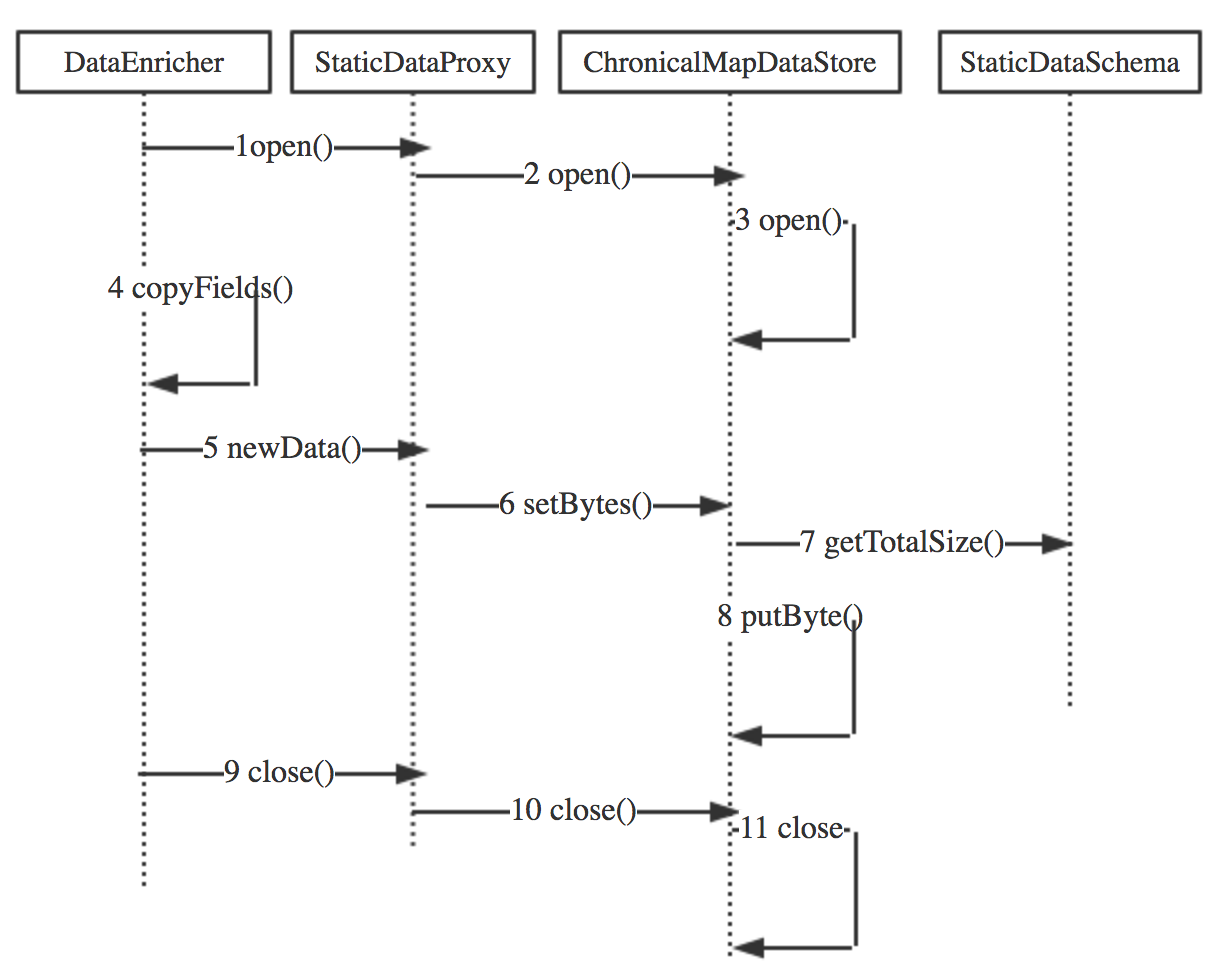 DataEnricher
StaticDataProxy
ChronicalMapDataStore
StaticDataSchema
1open()
2 open()
3 open()
4 copyFields()
5 newData()
6 setBytes()
7 getTotalSize()
8 putByte()
9 close()
10 close()
11 close